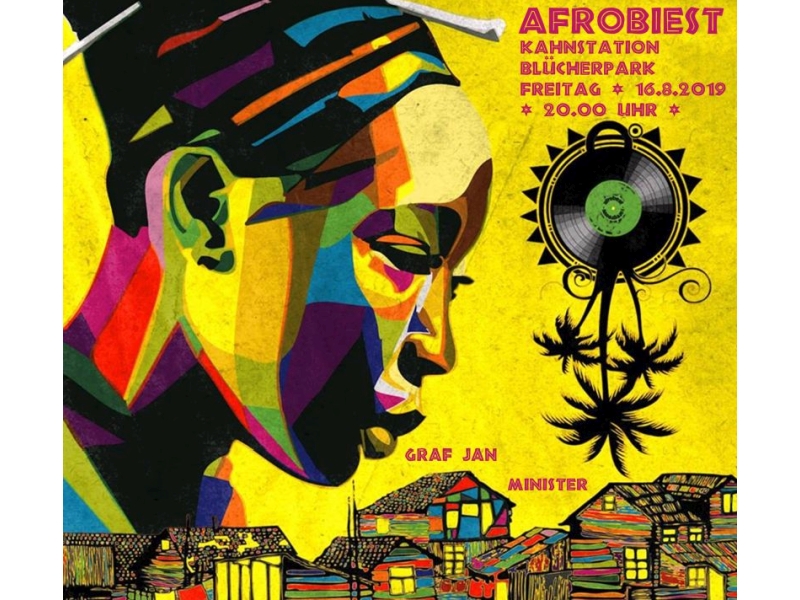 AFROBIEST
KAHNSTATION
BLÜCHERPARK
FREITAG ✶ 16.8.2019
✶ 20.00 UHR ✶
GRAF JAN
MINISTER